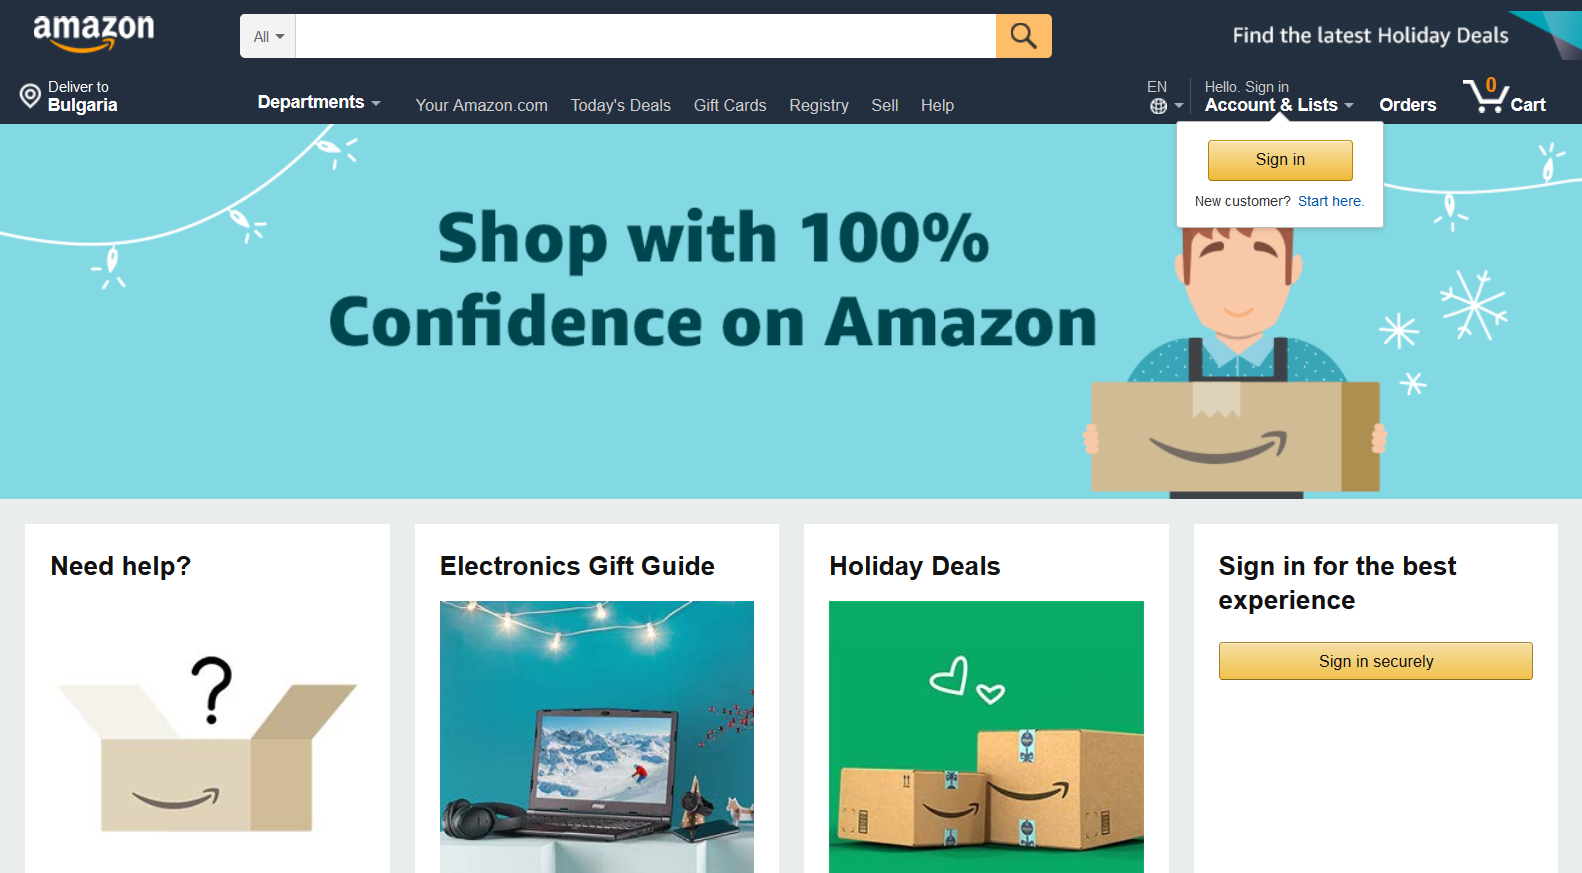 amazon
All
Find the latest Holiday Deals
Deliver to
Bulgaria
Departments
Your Amazon.com
Today's Deals
Gift Cards
Registry
Sell
Help
EN
Hello. Sign in
Account & Lists
Orders
0
Cart
Sign in
New customer? Start here.
Shop with 100%
Confidence on Amazon
Need help?
?
Electronics Gift Guide
msi
Holiday Deals
Sign in for the best
experience
Sign in securely